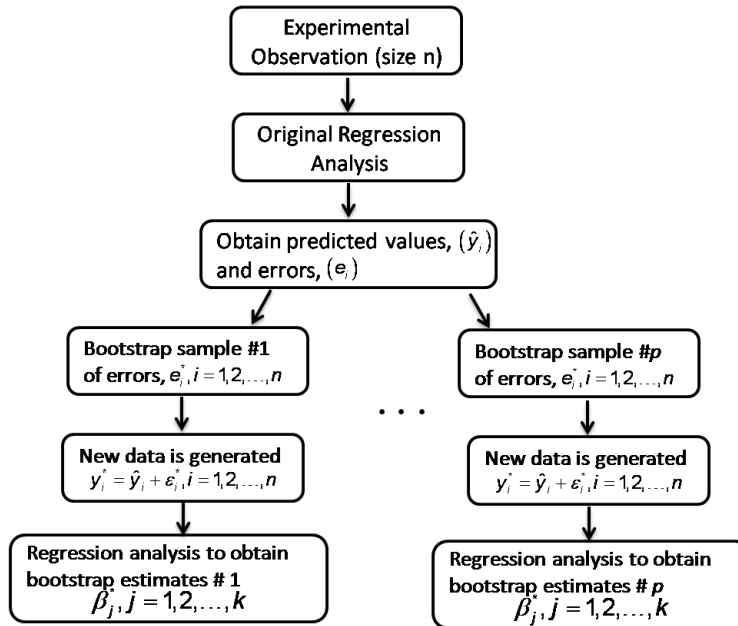 Experimental
Observation (size n)
Original Regression
Analysis
Obtain predicted values, (ŷᵢ)
and errors, (eᵢ)
Bootstrap sample #1
of errors, eᵢ*, i = 1,2,...,n
New data is generated
yᵢ* = ŷᵢ + εᵢ*, i = 1,2,...,n
Regression analysis to obtain
bootstrap estimates # 1
βⱼ*, j = 1,2,...,k
. . .
Bootstrap sample #p
of errors, eᵢ*, i = 1,2,...,n
New data is generated
yᵢ* = ŷᵢ + εᵢ*, i = 1,2,...,n
Regression analysis to obtain
bootstrap estimates # p
βⱼ*, j = 1,2,...,k